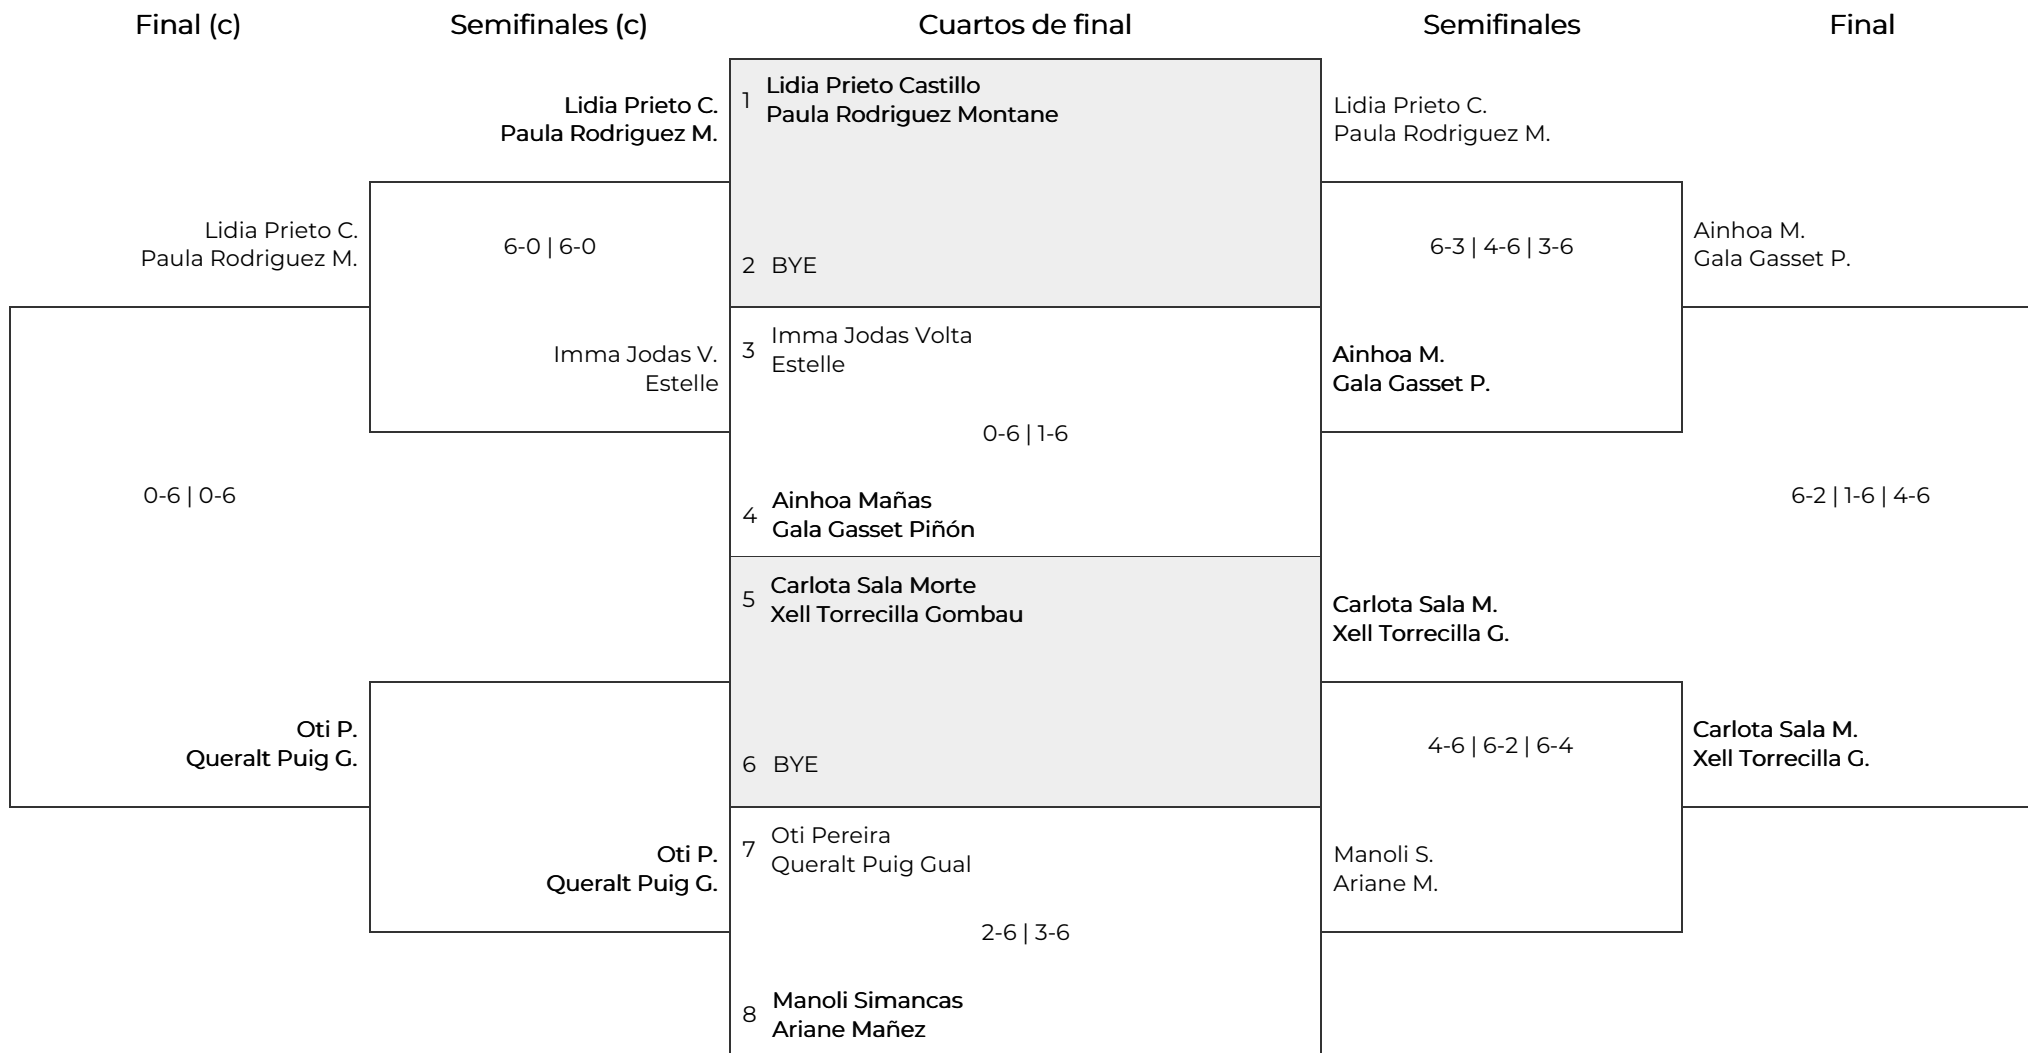 Final (c)
Semifinales (c)
Cuartos de final
Semifinales
Final
Lidia Prieto C.
Paula Rodriguez M.
6-0 | 6-0
Imma Jodas V.
Estelle
Lidia Prieto C.
Paula Rodriguez M.
0-6 | 0-6
Oti P.
Queralt Puig G.
Oti P.
Queralt Puig G.
1 Lidia Prieto Castillo
Paula Rodriguez Montane
2 BYE
3 Imma Jodas Volta
Estelle
0-6 | 1-6
4 Ainhoa Mañas
Gala Gasset Piñón
5 Carlota Sala Morte
Xell Torrecilla Gombau
6 BYE
7 Oti Pereira
Queralt Puig Gual
2-6 | 3-6
8 Manoli Simancas
Ariane Mañez
Lidia Prieto C.
Paula Rodriguez M.
6-3 | 4-6 | 3-6
Ainhoa M.
Gala Gasset P.
Carlota Sala M.
Xell Torrecilla G.
4-6 | 6-2 | 6-4
Manoli S.
Ariane M.
Ainhoa M.
Gala Gasset P.
6-2 | 1-6 | 4-6
Carlota Sala M.
Xell Torrecilla G.